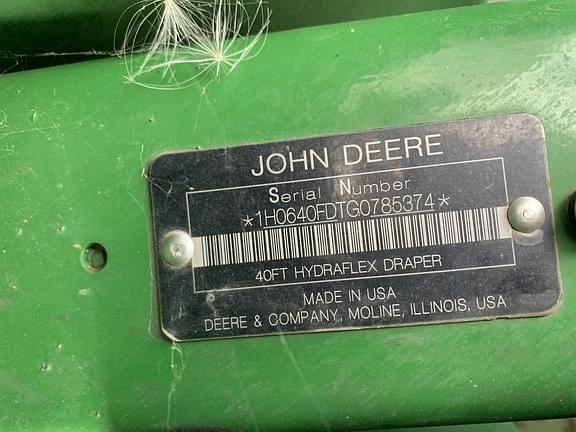 JOHN DEERE
Serial Number
*1H0640FDTG0785374*
40FT HYDRAFLEX DRAPER
MADE IN USA
DEERE & COMPANY, MOLINE, ILLINOIS, USA